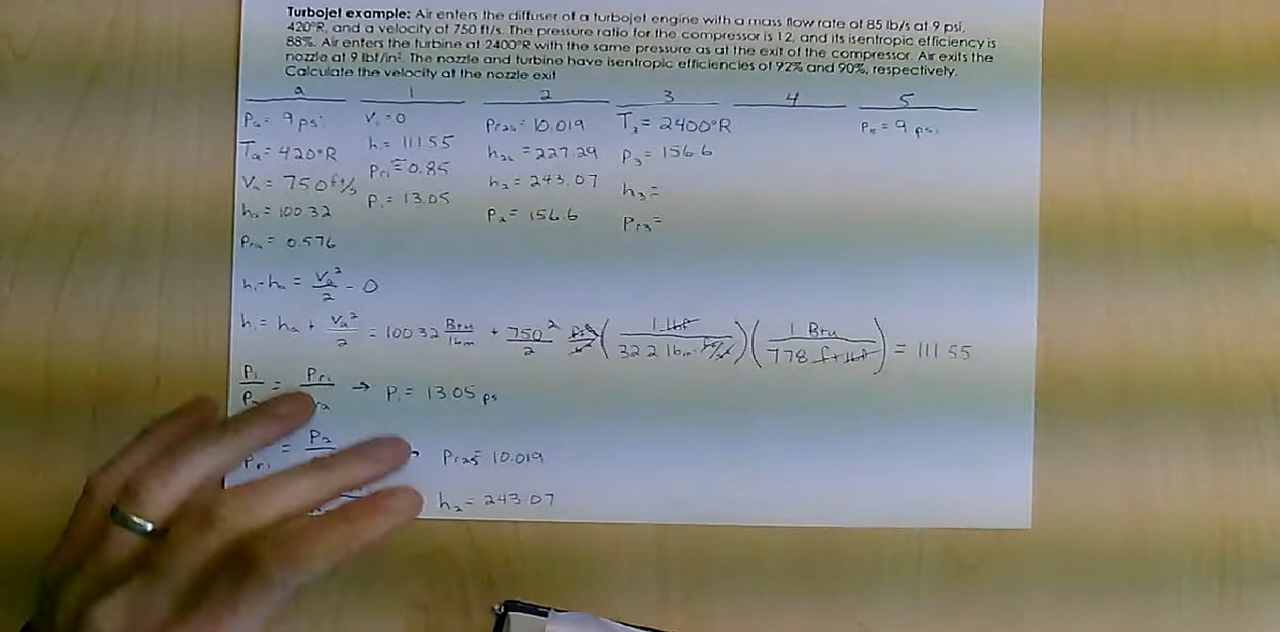 Turbojet example: Air enters the diffuser of a turbojet engine with a mass flow rate of 85 lb/s at 9 psi,
420°R, and a velocity of 750 ft/s. The pressure ratio for the compressor is 12, and its isentropic efficiency is
88%. Air enters the turbine at 2400°R with the same pressure as at the exit of the compressor. Air exits the
nozzle at 9 lbf/in². The nozzle and turbine have isentropic efficiencies of 92% and 90%, respectively.
Calculate the velocity at the nozzle exit
a 1 2 3 4 5
Pa = 9 psi V₁ = 0 Pr2s = 10.019 T₃ = 2400°R P₅ = 9 psi
Ta = 420°R h₁ = 111.55 h2s = 227.29 P₃ = 156.6
Va = 750 ft/s Pr₁ = 0.85 h₂ = 243.07 h₃ =
ha = 100.32 P₁ = 13.05 P₂ = 156.6 Pr₃ =
Pra = 0.576
h₁-ha = Va²/2 - 0
h₁ = ha + Va²/2 = 100.32 Btu/lbm + 750²/2 ft²/s² (1 lbf / 32.2 lbm·ft/s²)(1 Btu / 778 ft·lbf) = 111.55
P₁/Pa = Pr₁/Pra → P₁ = 13.05 psi
Pr₁ = P₂ Pr2s = 10.019
h₂ = 243.07